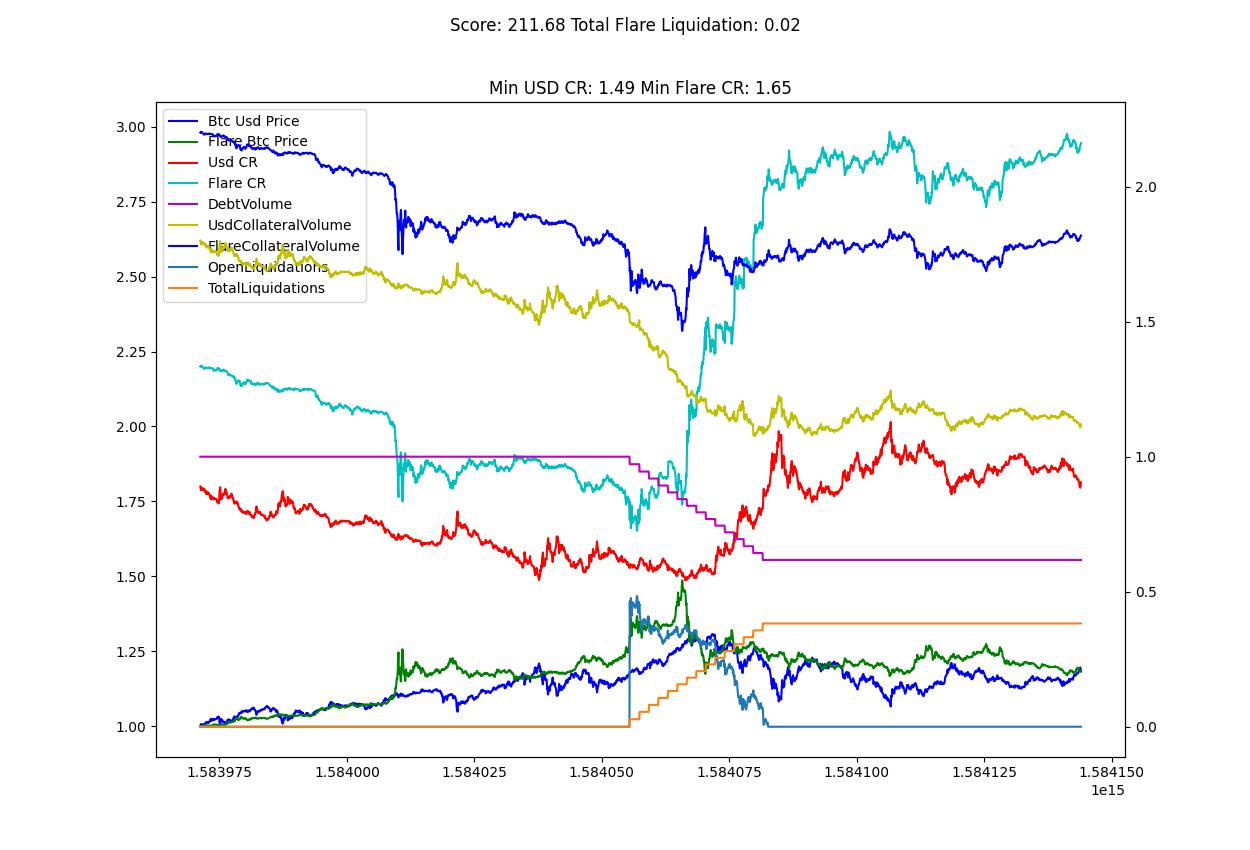 Score: 211.68 Total Flare Liquidation: 0.02
Min USD CR: 1.49 Min Flare CR: 1.65
Btc Usd Price
Flare Btc Price
Usd CR
Flare CR
DebtVolume
UsdCollateralVolume
FlareCollateralVolume
OpenLiquidations
TotalLiquidations
3.00
2.75
2.50
2.25
2.00
1.75
1.50
1.25
1.00
2.0
1.5
1.0
0.5
0.0
1.583975
1.584000
1.584025
1.584050
1.584075
1.584100
1.584125
1.584150
1e15